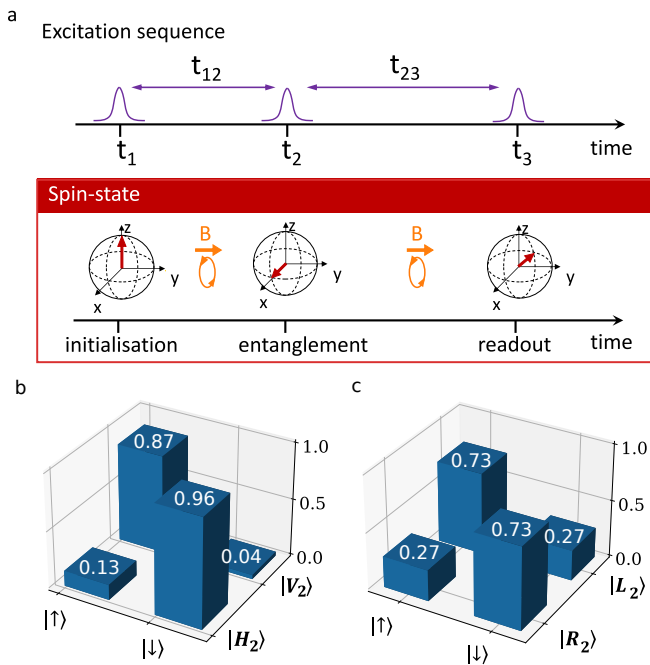 a
Excitation sequence
t₁₂ t₂₃
t₁ t₂ t₃ time
Spin-state
z B z B z
y y y
x x x
initialisation entanglement readout time
b c
1.0 1.0
0.87 0.73
0.96 0.5 0.73 0.5
0.13 0.04 0.0 0.27 0.27 0.0
|V₂⟩ |L₂⟩
|↑⟩ |H₂⟩ |↑⟩ |R₂⟩
|↓⟩ |↓⟩